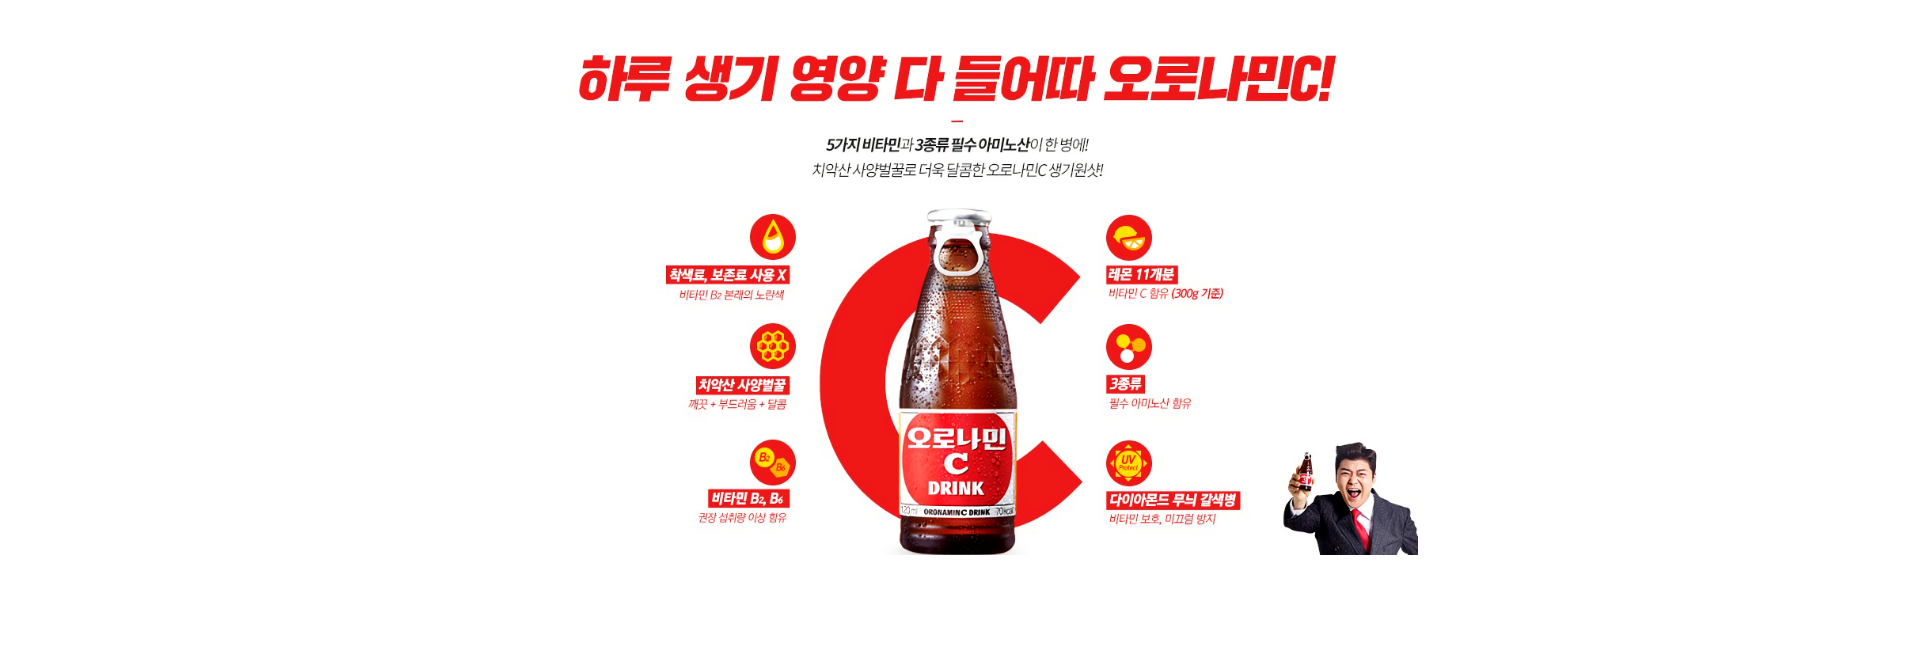 하루 생기 영양 다 들어따 오로나민C!
5가지 비타민과 3종류 필수 아미노산이 한 병에!
치악산 사양벌꿀로 더욱 달콤한 오로나민C 생기원샷!
착색료, 보존료 사용 X
비타민 B₂ 본래의 노란색
치악산 사양벌꿀
깨끗 + 부드러움 + 달콤
B₂
B₆
비타민 B₂, B₆
권장 섭취량 이상 함유
오로나민
C
DRINK
120ml ORONAMIN C DRINK 70kcal
레몬 11개분
비타민 C 함유 (300g 기준)
3종류
필수 아미노산 함유
UV
Protect
다이아몬드 무늬 갈색병
비타민 보호, 미끄럼 방지